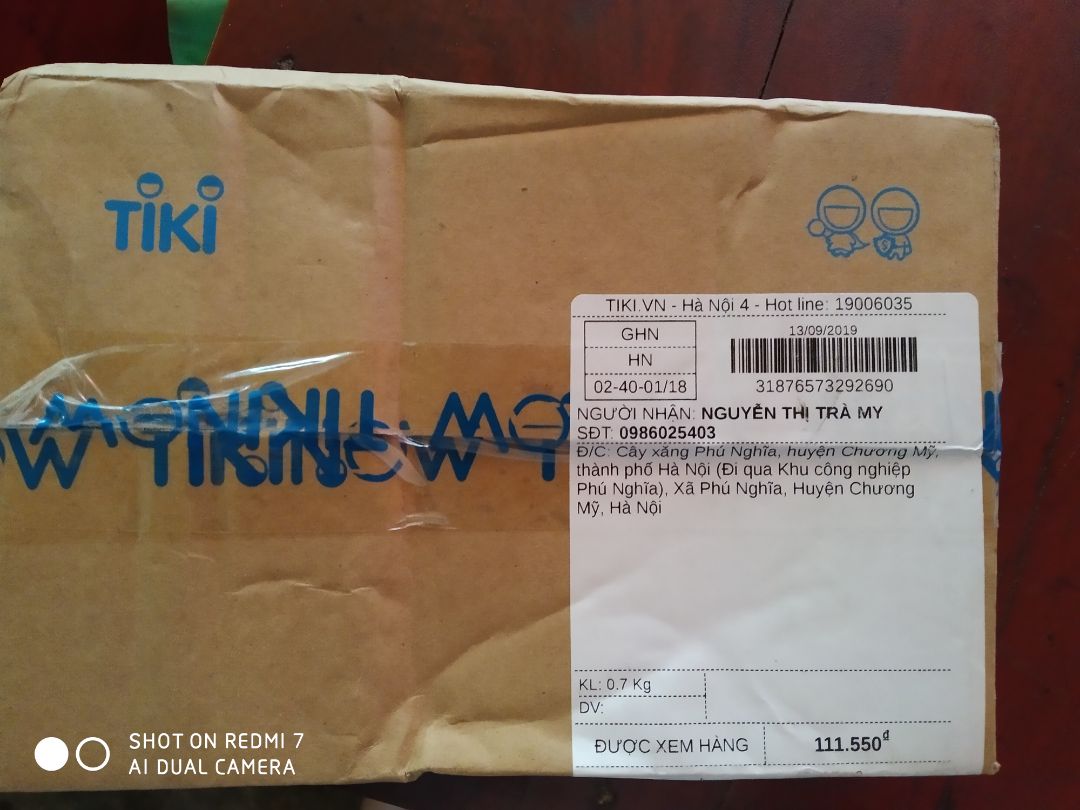 TIKI
TIKI.VN - Hà Nội 4 - Hot line: 19006035
GHN
HN
02-40-01/18
13/09/2019
31876573292690
NGƯỜI NHẬN: NGUYỄN THỊ TRÀ MY
SĐT: 0986025403
Đ/C: Cây xăng Phú Nghĩa, huyện Chương Mỹ,
thành phố Hà Nội (Đi qua Khu công nghiệp
Phú Nghĩa), Xã Phú Nghĩa, Huyện Chương
Mỹ, Hà Nội
TIKINOW
KL: 0.7 Kg
DV:
ĐƯỢC XEM HÀNG
111.550₫
SHOT ON REDMI 7
AI DUAL CAMERA